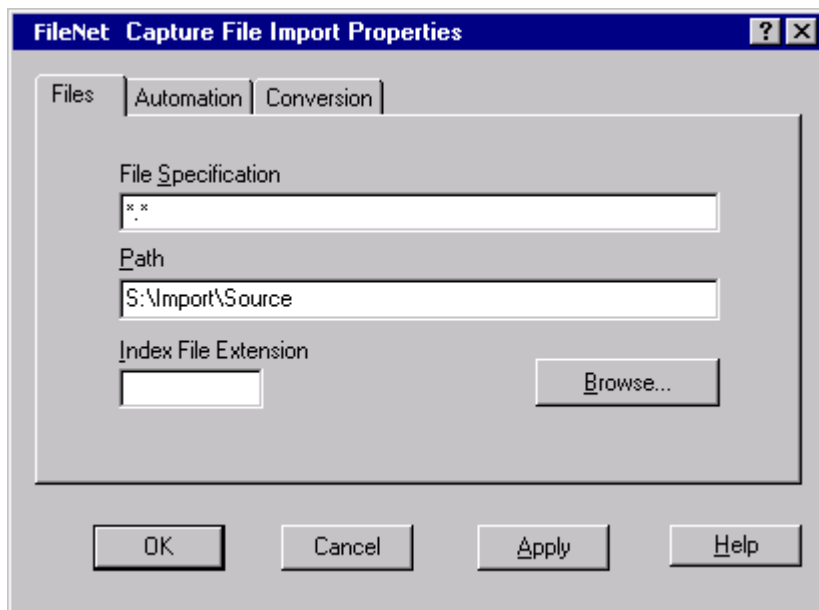 FileNet Capture File Import Properties
Files Automation Conversion
File Specification
*.*
Path
S:\Import\Source
Index File Extension
Browse...
OK Cancel Apply Help